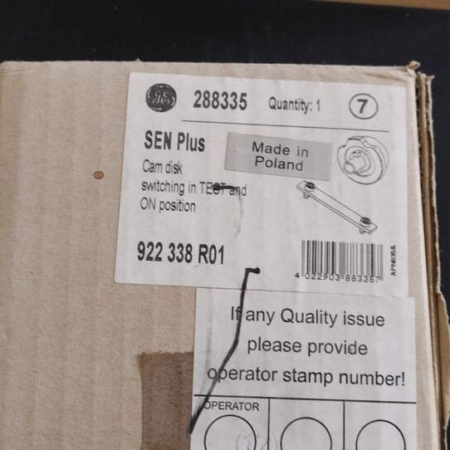 GE
288335 Quantity: 1 7
SEN Plus
Made in
Poland
Cam disk
switching in TEST and
ON position
922 338 R01
4 022903 883357
If any Quality issue
please provide
operator stamp number!
OPERATOR